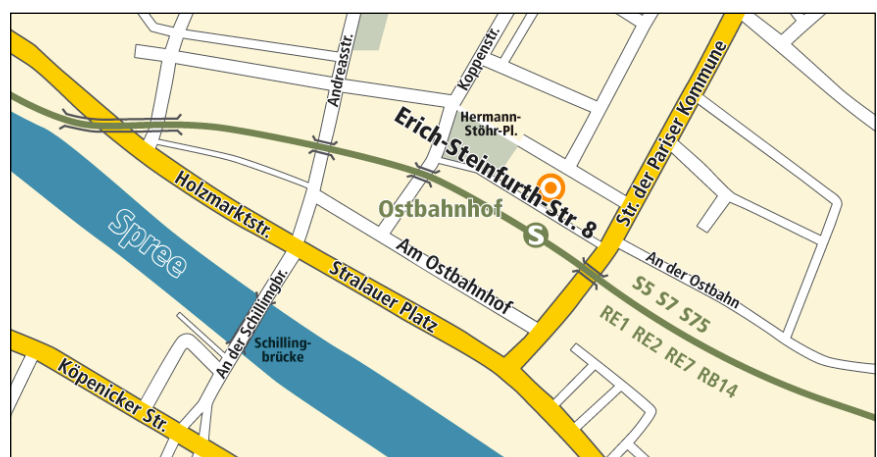 Andreasstr.
Koppenstr.
Hermann-
Stöhr-Pl.
Erich-Steinfurth-Str. 8
Str. der Pariser Kommune
Ostbahnhof
S
Holzmarktstr.
Spree
Am Ostbahnhof
An der Ostbahn
Stralauer Platz
S5 S7 S75
RE1 RE2 RE7 RB14
An der Schillingbr.
Schilling-
brücke
Köpenicker Str.